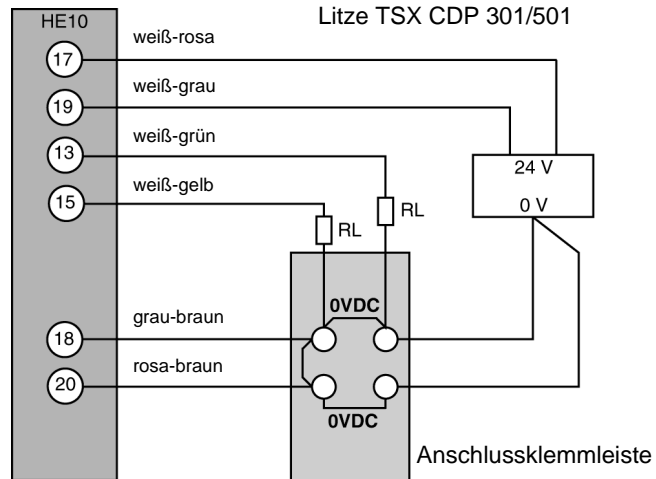 HE10
Litze TSX CDP 301/501
17
weiß-rosa
19
weiß-grau
13
weiß-grün
15
weiß-gelb
24 V
0 V
RL
RL
0VDC
18
grau-braun
20
rosa-braun
0VDC
Anschlussklemmleiste